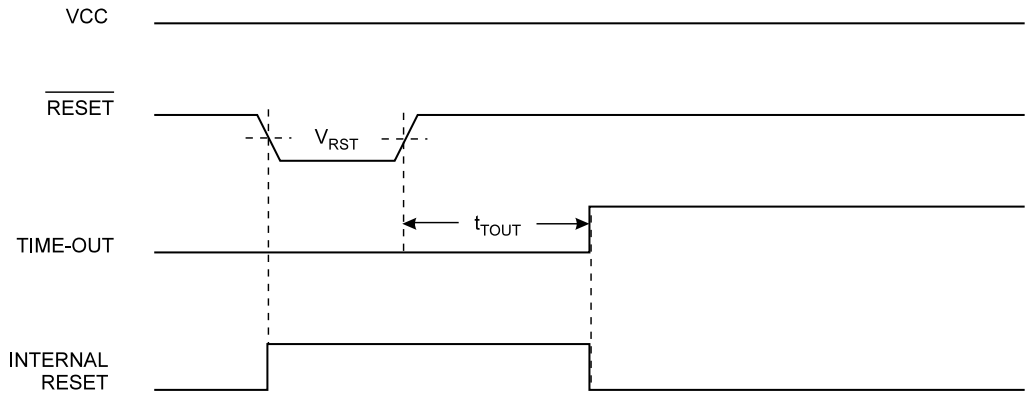 VCC
RESET
VRST
tTOUT
TIME-OUT
INTERNAL
RESET